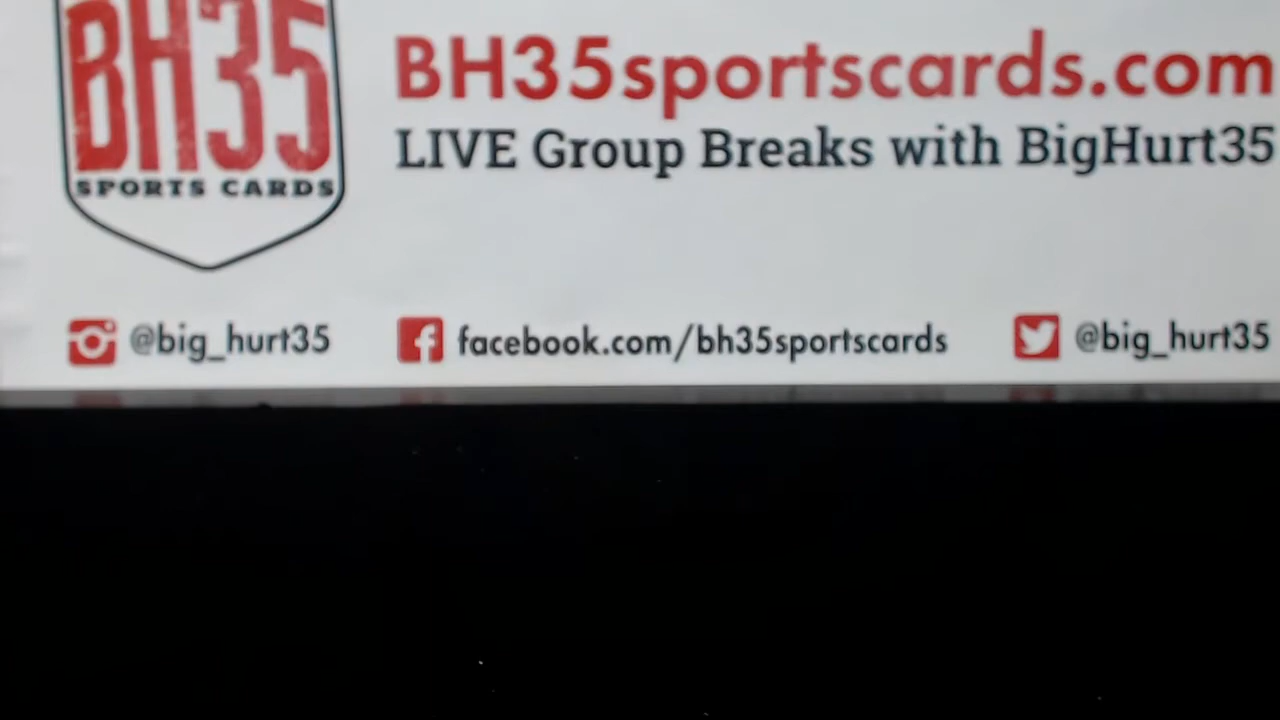 BH35
SPORTS CARDS
BH35sportscards.com
LIVE Group Breaks with BigHurt35
@big_hurt35
facebook.com/bh35sportscards
@big_hurt35